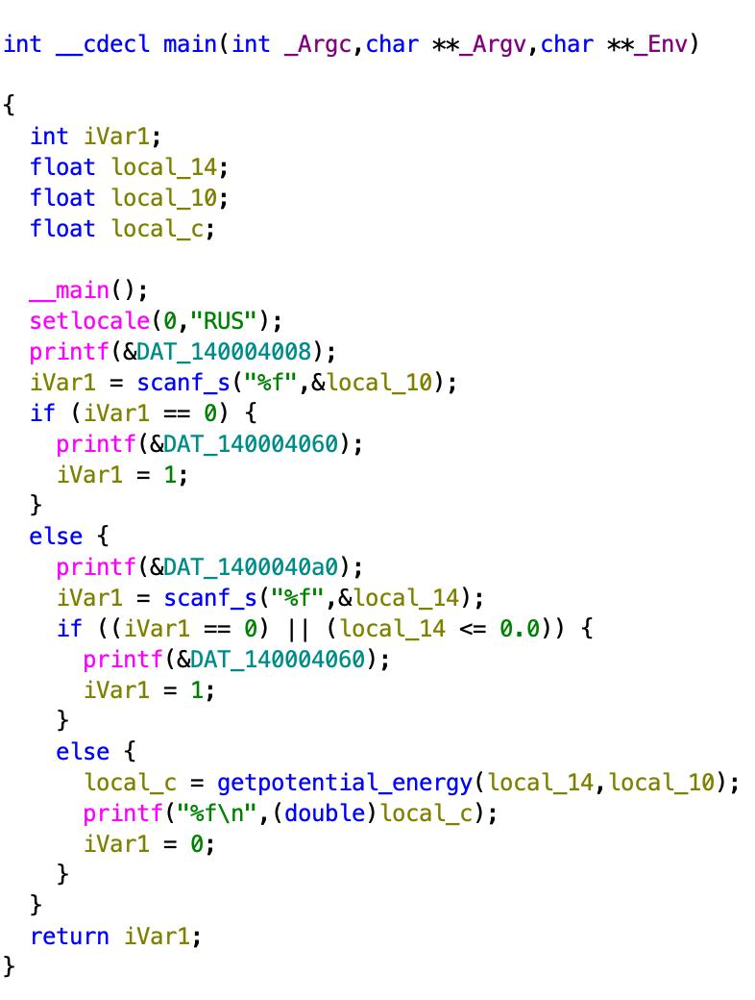 int __cdecl main(int _Argc,char **_Argv,char **_Env)
{
int iVar1;
float local_14;
float local_10;
float local_c;
__main();
setlocale(0,"RUS");
printf(&DAT_140004008);
iVar1 = scanf_s("%f",&local_10);
if (iVar1 == 0) {
printf(&DAT_140004060);
iVar1 = 1;
}
else {
printf(&DAT_1400040a0);
iVar1 = scanf_s("%f",&local_14);
if ((iVar1 == 0) || (local_14 <= 0.0)) {
printf(&DAT_140004060);
iVar1 = 1;
}
else {
local_c = getpotential_energy(local_14,local_10);
printf("%f\n",(double)local_c);
iVar1 = 0;
}
}
return iVar1;
}